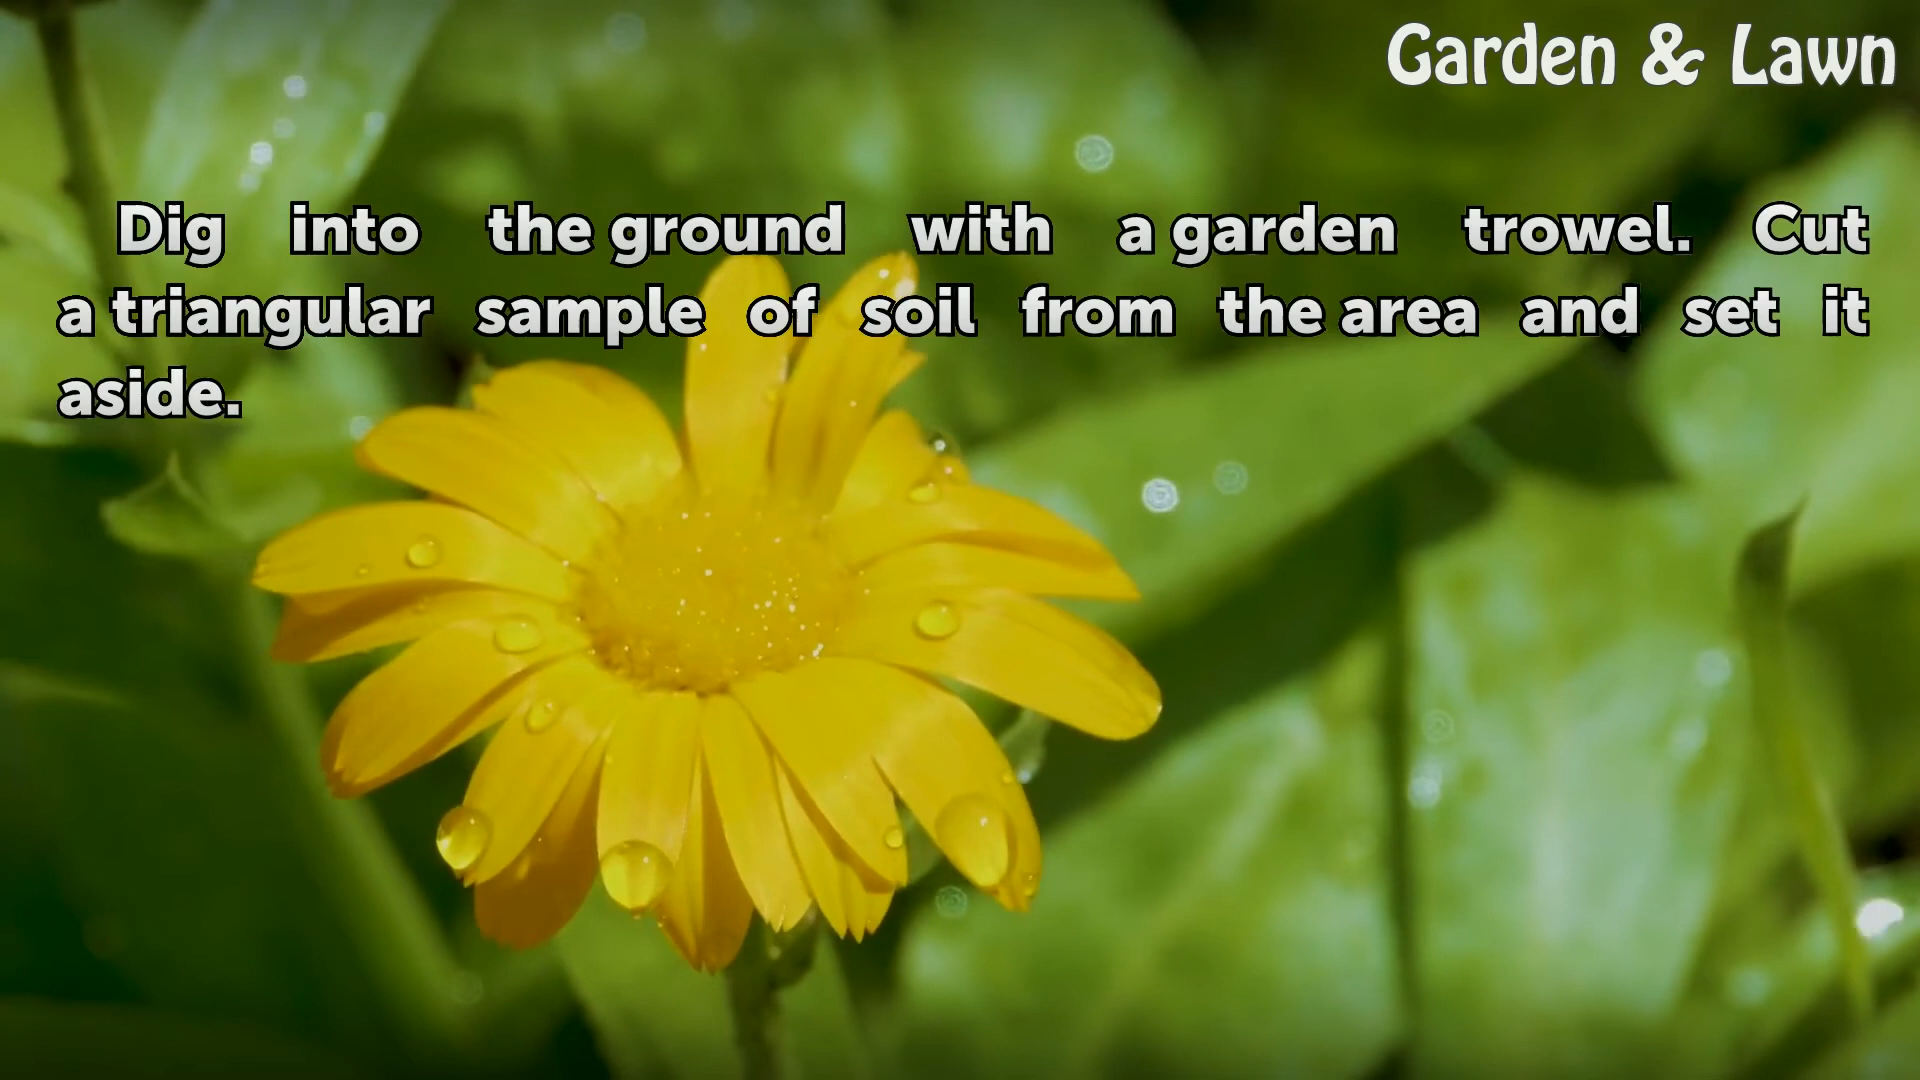 Garden & Lawn
Dig into the ground with a garden trowel. Cut
a triangular sample of soil from the area and set it
aside.